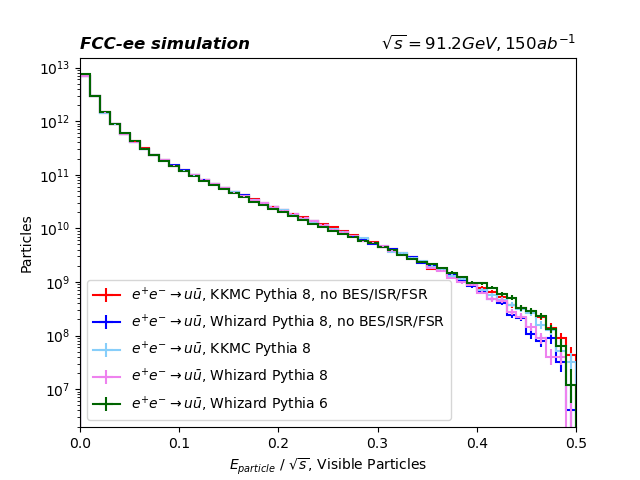 FCC-ee simulation
√s = 91.2GeV, 150ab⁻¹
10¹³
10¹²
10¹¹
10¹⁰
10⁹
10⁸
10⁷
Particles
e⁺e⁻ → uū, KKMC Pythia 8, no BES/ISR/FSR
e⁺e⁻ → uū, Whizard Pythia 8, no BES/ISR/FSR
e⁺e⁻ → uū, KKMC Pythia 8
e⁺e⁻ → uū, Whizard Pythia 8
e⁺e⁻ → uū, Whizard Pythia 6
0.0 0.1 0.2 0.3 0.4 0.5
E_particle / √s, Visible Particles